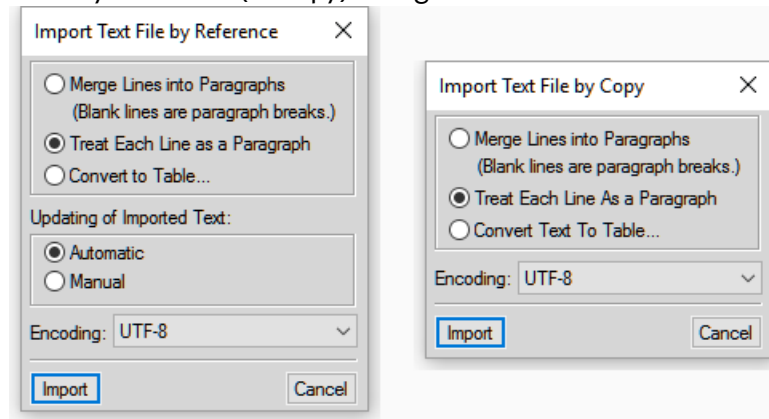 Import Text File by Reference
Merge Lines into Paragraphs
(Blank lines are paragraph breaks.)
Treat Each Line as a Paragraph
Convert to Table...
Updating of Imported Text:
Automatic
Manual
Encoding: UTF-8
Import Cancel
Import Text File by Copy
Merge Lines into Paragraphs
(Blank lines are paragraph breaks.)
Treat Each Line As a Paragraph
Convert Text To Table...
Encoding: UTF-8
Import Cancel